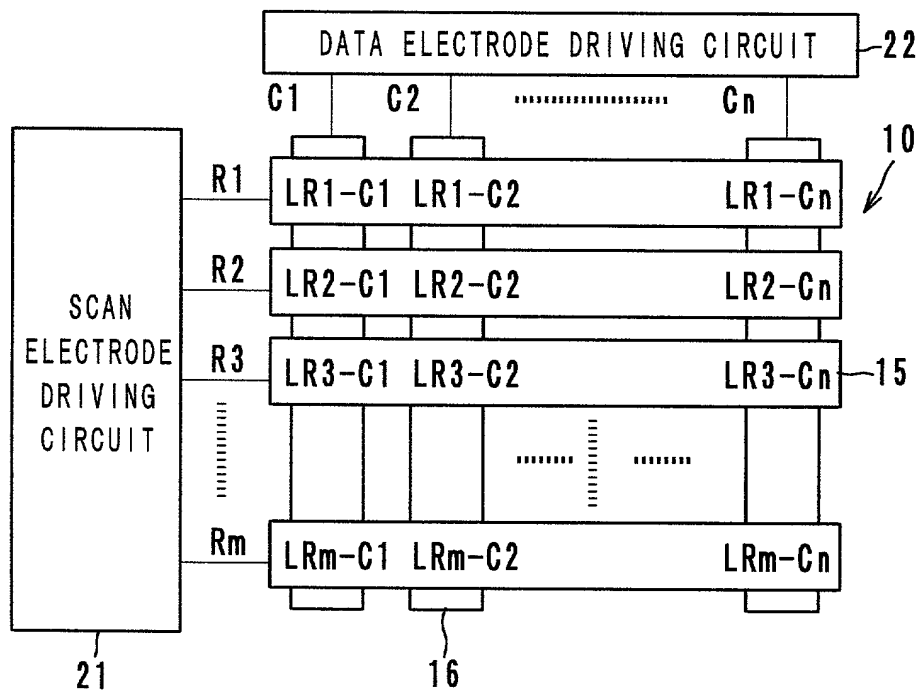 DATA ELECTRODE DRIVING CIRCUIT
22
C1 C2 Cn
10
R1
LR1-C1 LR1-C2 LR1-Cn
R2
LR2-C1 LR2-C2 LR2-Cn
SCAN
ELECTRODE
DRIVING
CIRCUIT
R3
LR3-C1 LR3-C2 LR3-Cn
15
Rm
LRm-C1 LRm-C2 LRm-Cn
21
16